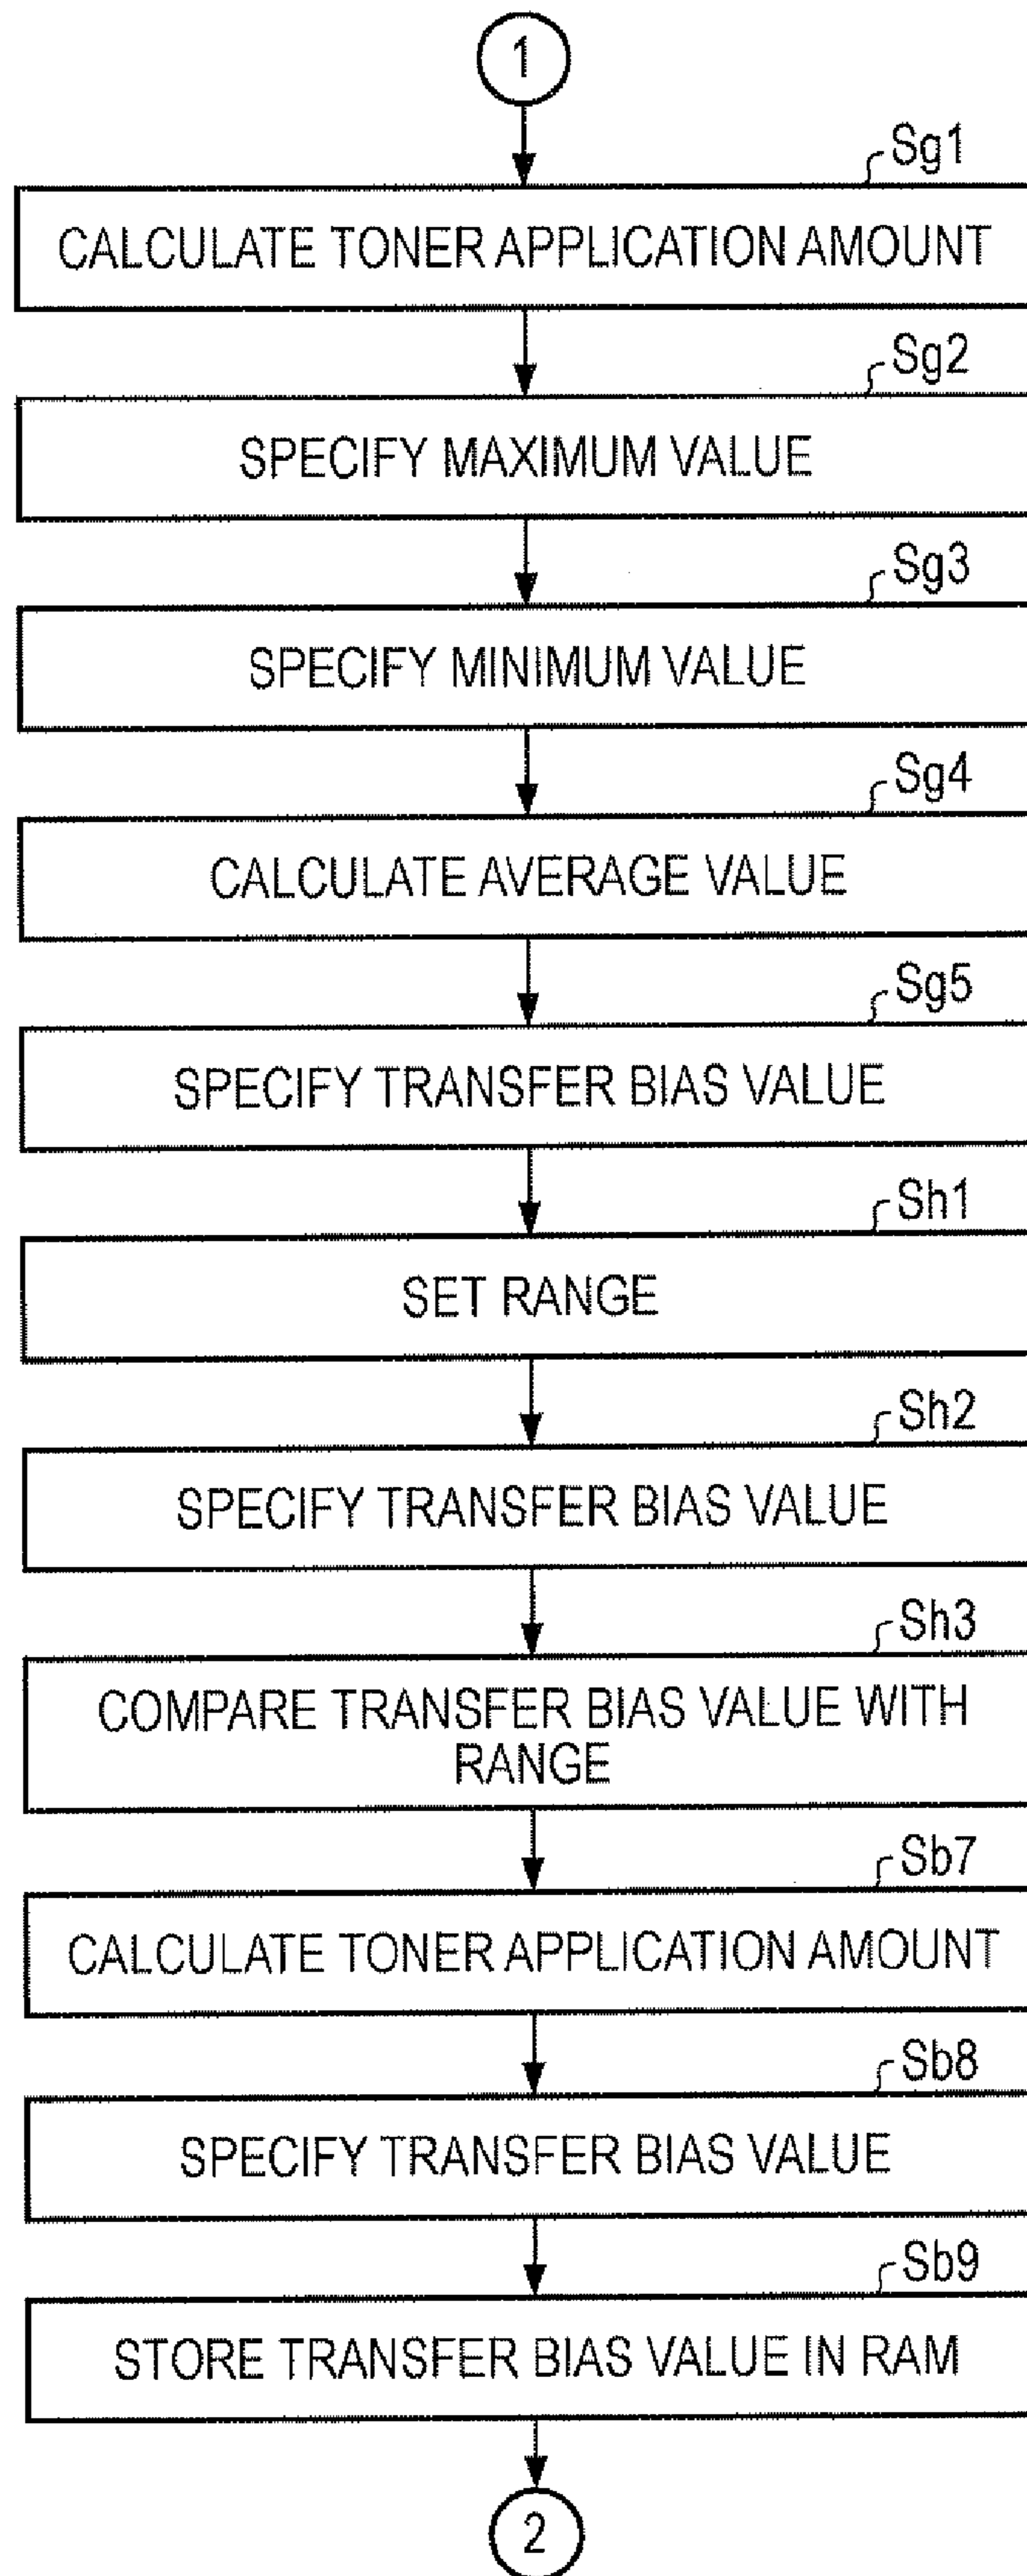 1
Sg1
CALCULATE TONER APPLICATION AMOUNT
Sg2
SPECIFY MAXIMUM VALUE
Sg3
SPECIFY MINIMUM VALUE
Sg4
CALCULATE AVERAGE VALUE
Sg5
SPECIFY TRANSFER BIAS VALUE
Sh1
SET RANGE
Sh2
SPECIFY TRANSFER BIAS VALUE
Sh3
COMPARE TRANSFER BIAS VALUE WITH
RANGE
Sb7
CALCULATE TONER APPLICATION AMOUNT
Sb8
SPECIFY TRANSFER BIAS VALUE
Sb9
STORE TRANSFER BIAS VALUE IN RAM
2